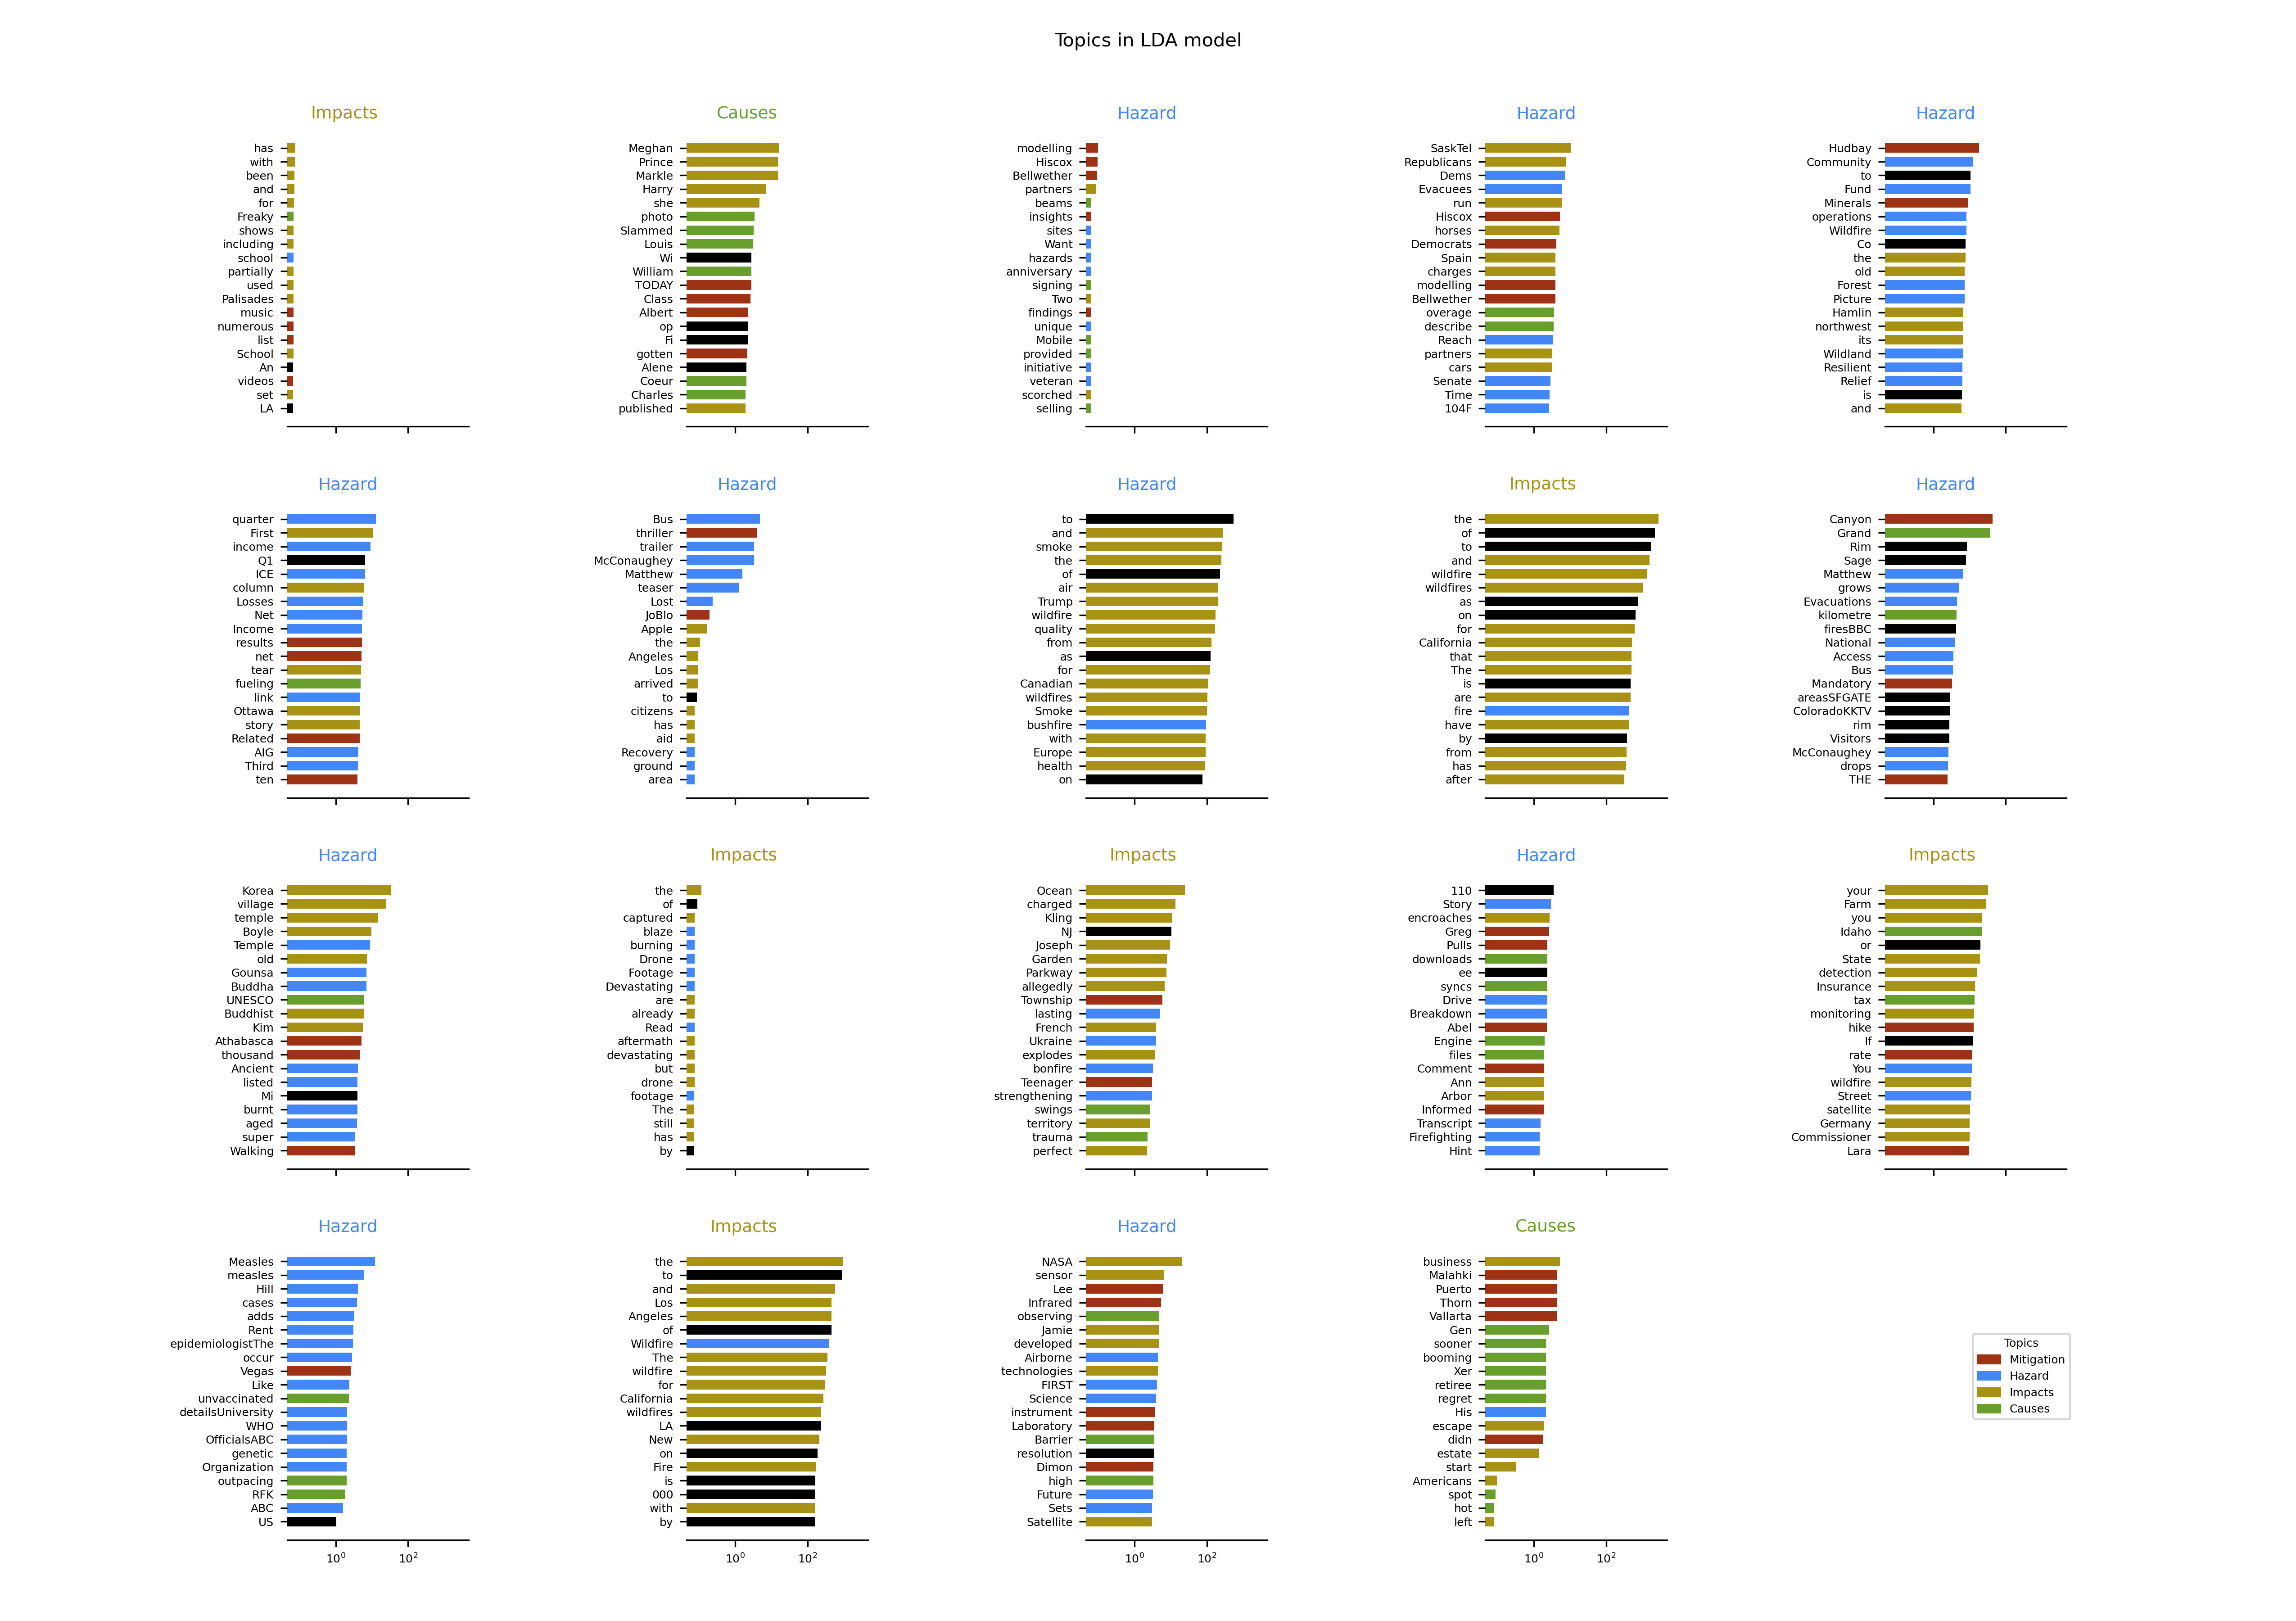 Topics in LDA model
Impacts
has
with
been
and
for
Freaky
shows
including
school
partially
used
Palisades
music
numerous
list
School
An
videos
set
LA
Causes
Meghan
Prince
Markle
Harry
she
photo
Slammed
Louis
Wi
William
TODAY
Class
Albert
op
Fi
gotten
Alene
Coeur
Charles
published
Hazard
modelling
Hiscox
Bellwether
partners
beams
insights
sites
Want
hazards
anniversary
signing
Two
findings
unique
Mobile
provided
initiative
veteran
scorched
selling
Hazard
SaskTel
Republicans
Dems
Evacuees
run
Hiscox
horses
Democrats
Spain
charges
modelling
Bellwether
overage
describe
Reach
partners
cars
Senate
Time
104F
Hazard
Hudbay
Community
to
Fund
Minerals
operations
Wildfire
Co
the
old
Forest
Picture
Hamlin
northwest
its
Wildland
Resilient
Relief
is
and
Hazard
quarter
First
income
Q1
ICE
column
Losses
Net
Income
results
net
tear
fueling
link
Ottawa
story
Related
AIG
Third
ten
Hazard
Bus
thriller
trailer
McConaughey
Matthew
teaser
Lost
JoBlo
Apple
the
Angeles
Los
arrived
to
citizens
has
aid
Recovery
ground
area
Hazard
to
and
smoke
the
of
air
Trump
wildfire
quality
from
as
for
Canadian
wildfires
Smoke
bushfire
with
Europe
health
on
Impacts
the
of
to
and
wildfire
wildfires
as
on
for
California
that
The
is
are
fire
have
by
from
has
after
Hazard
Canyon
Grand
Rim
Sage
Matthew
grows
Evacuations
kilometre
firesBBC
National
Access
Bus
Mandatory
areasSFGATE
ColoradoKKTV
rim
Visitors
McConaughey
drops
THE
Hazard
Korea
village
temple
Boyle
Temple
old
Gounsa
Buddha
UNESCO
Buddhist
Kim
Athabasca
thousand
Ancient
listed
Mi
burnt
aged
super
Walking
Impacts
the
of
captured
blaze
burning
Drone
Footage
Devastating
are
already
Read
aftermath
devastating
but
drone
footage
The
still
has
by
Impacts
Ocean
charged
Kling
NJ
Joseph
Garden
Parkway
allegedly
Township
lasting
French
Ukraine
explodes
bonfire
Teenager
strengthening
swings
territory
trauma
perfect
Hazard
110
Story
encroaches
Greg
Pulls
downloads
ee
syncs
Drive
Breakdown
Abel
Engine
files
Comment
Ann
Arbor
Informed
Transcript
Firefighting
Hint
Impacts
your
Farm
you
Idaho
or
State
detection
Insurance
tax
monitoring
hike
If
rate
You
wildfire
Street
satellite
Germany
Commissioner
Lara
Hazard
Measles
measles
Hill
cases
adds
Rent
epidemiologistThe
occur
Vegas
Like
unvaccinated
detailsUniversity
WHO
OfficialsABC
genetic
Organization
outpacing
RFK
ABC
US
10^0 10^2
Impacts
the
to
and
Los
Angeles
of
Wildfire
The
wildfire
for
California
wildfires
LA
New
on
Fire
is
000
with
by
10^0 10^2
Hazard
NASA
sensor
Lee
Infrared
observing
Jamie
developed
Airborne
technologies
FIRST
Science
instrument
Laboratory
Barrier
resolution
Dimon
high
Future
Sets
Satellite
10^0 10^2
Causes
business
Malahki
Puerto
Thorn
Vallarta
Gen
sooner
booming
Xer
retiree
regret
His
escape
didn
estate
start
Americans
spot
hot
left
10^0 10^2
Topics
Mitigation
Hazard
Impacts
Causes